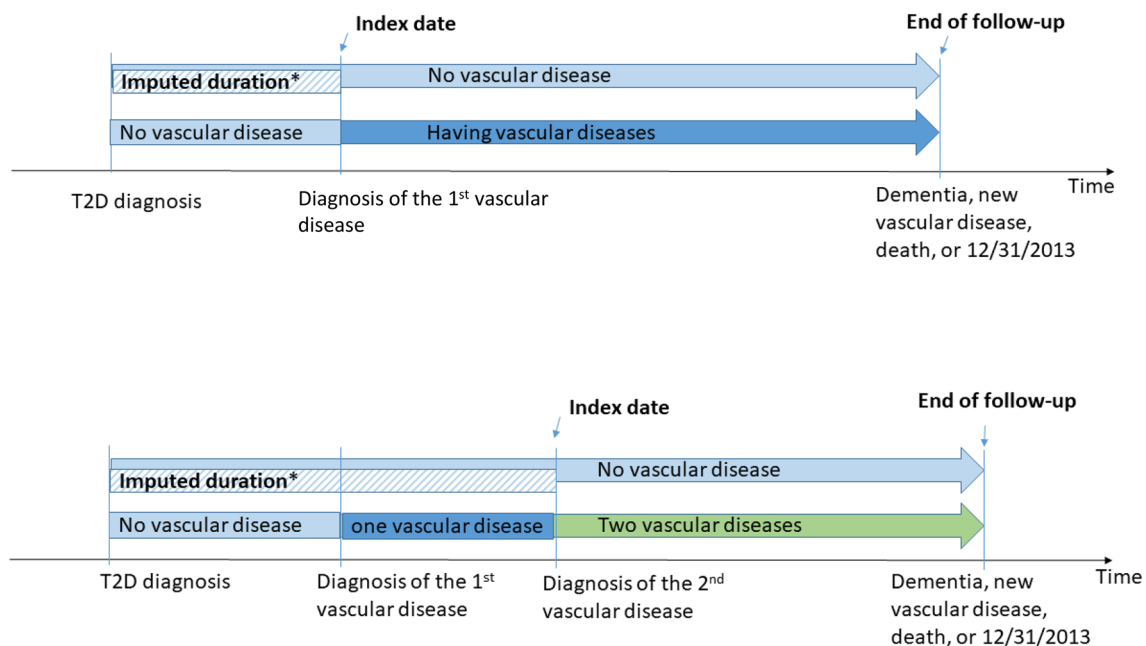 Index date
End of follow-up
No vascular disease
Imputed duration*
No vascular disease
Having vascular diseases
Time
T2D diagnosis
Diagnosis of the 1st vascular
disease
Dementia, new
vascular disease,
death, or 12/31/2013
Index date
End of follow-up
No vascular disease
Imputed duration*
No vascular disease
one vascular disease
Two vascular diseases
Time
T2D diagnosis
Diagnosis of the 1st
vascular disease
Diagnosis of the 2nd
vascular disease
Dementia, new
vascular disease,
death, or 12/31/2013